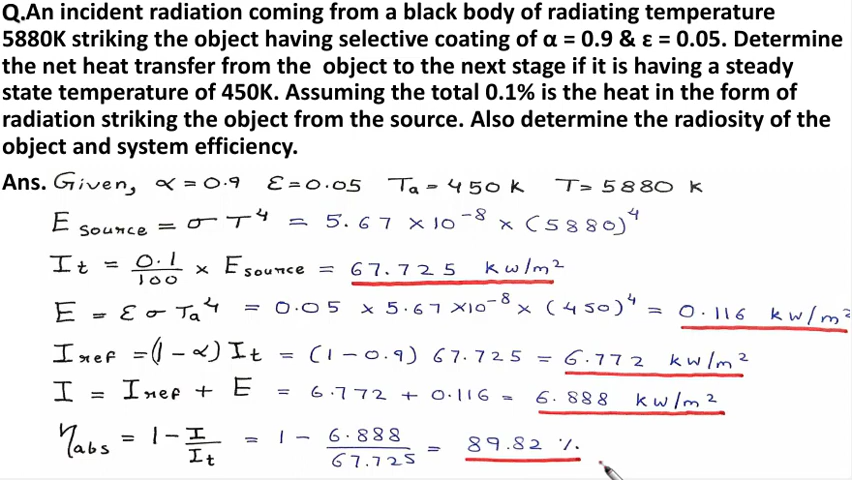 Q.An incident radiation coming from a black body of radiating temperature
5880K striking the object having selective coating of α = 0.9 & ε = 0.05. Determine
the net heat transfer from the object to the next stage if it is having a steady
state temperature of 450K. Assuming the total 0.1% is the heat in the form of
radiation striking the object from the source. Also determine the radiosity of the
object and system efficiency.
Ans. Given, α = 0.9 ε = 0.05 Ta = 450 K T = 5880 K
E source = σ T^4 = 5.67 × 10^-8 × (5880)^4
It = 0.1/100 × E source = 67.725 kw/m²
E = ε σ Ta^4 = 0.05 × 5.67 × 10^-8 × (450)^4 = 0.116 kw/m²
I ref = (1 - α) It = (1 - 0.9) 67.725 = 6.772 kw/m²
I = I ref + E = 6.772 + 0.116 = 6.888 kw/m²
η abs = 1 - I/It = 1 - 6.888/67.725 = 89.82 %.